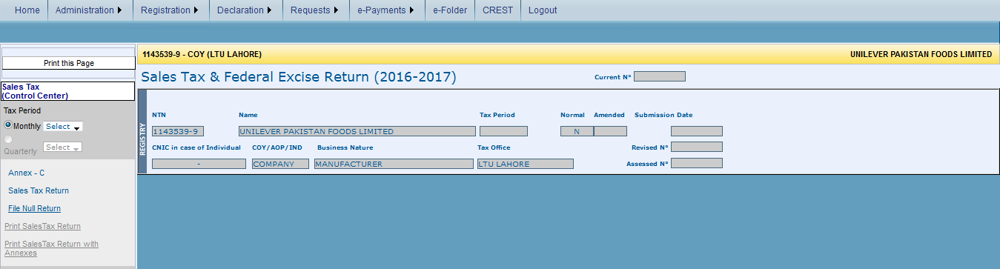 Home Administration Registration Declaration Requests e-Payments e-Folder CREST Logout
Print this Page
Sales Tax
(Control Center)
Tax Period
Monthly Select
Quarterly Select
Annex - C
Sales Tax Return
File Null Return
Print SalesTax Return
Print SalesTax Return with
Annexes
1143539-9 - COY (LTU LAHORE) UNILEVER PAKISTAN FOODS LIMITED
Sales Tax & Federal Excise Return (2016-2017) Current N°
REGISTRY
NTN Name Tax Period Normal Amended Submission Date
1143539-9 UNILEVER PAKISTAN FOODS LIMITED N
CNIC in case of Individual COY/AOP/IND Business Nature Tax Office Revised N°
- COMPANY MANUFACTURER LTU LAHORE Assessed N°